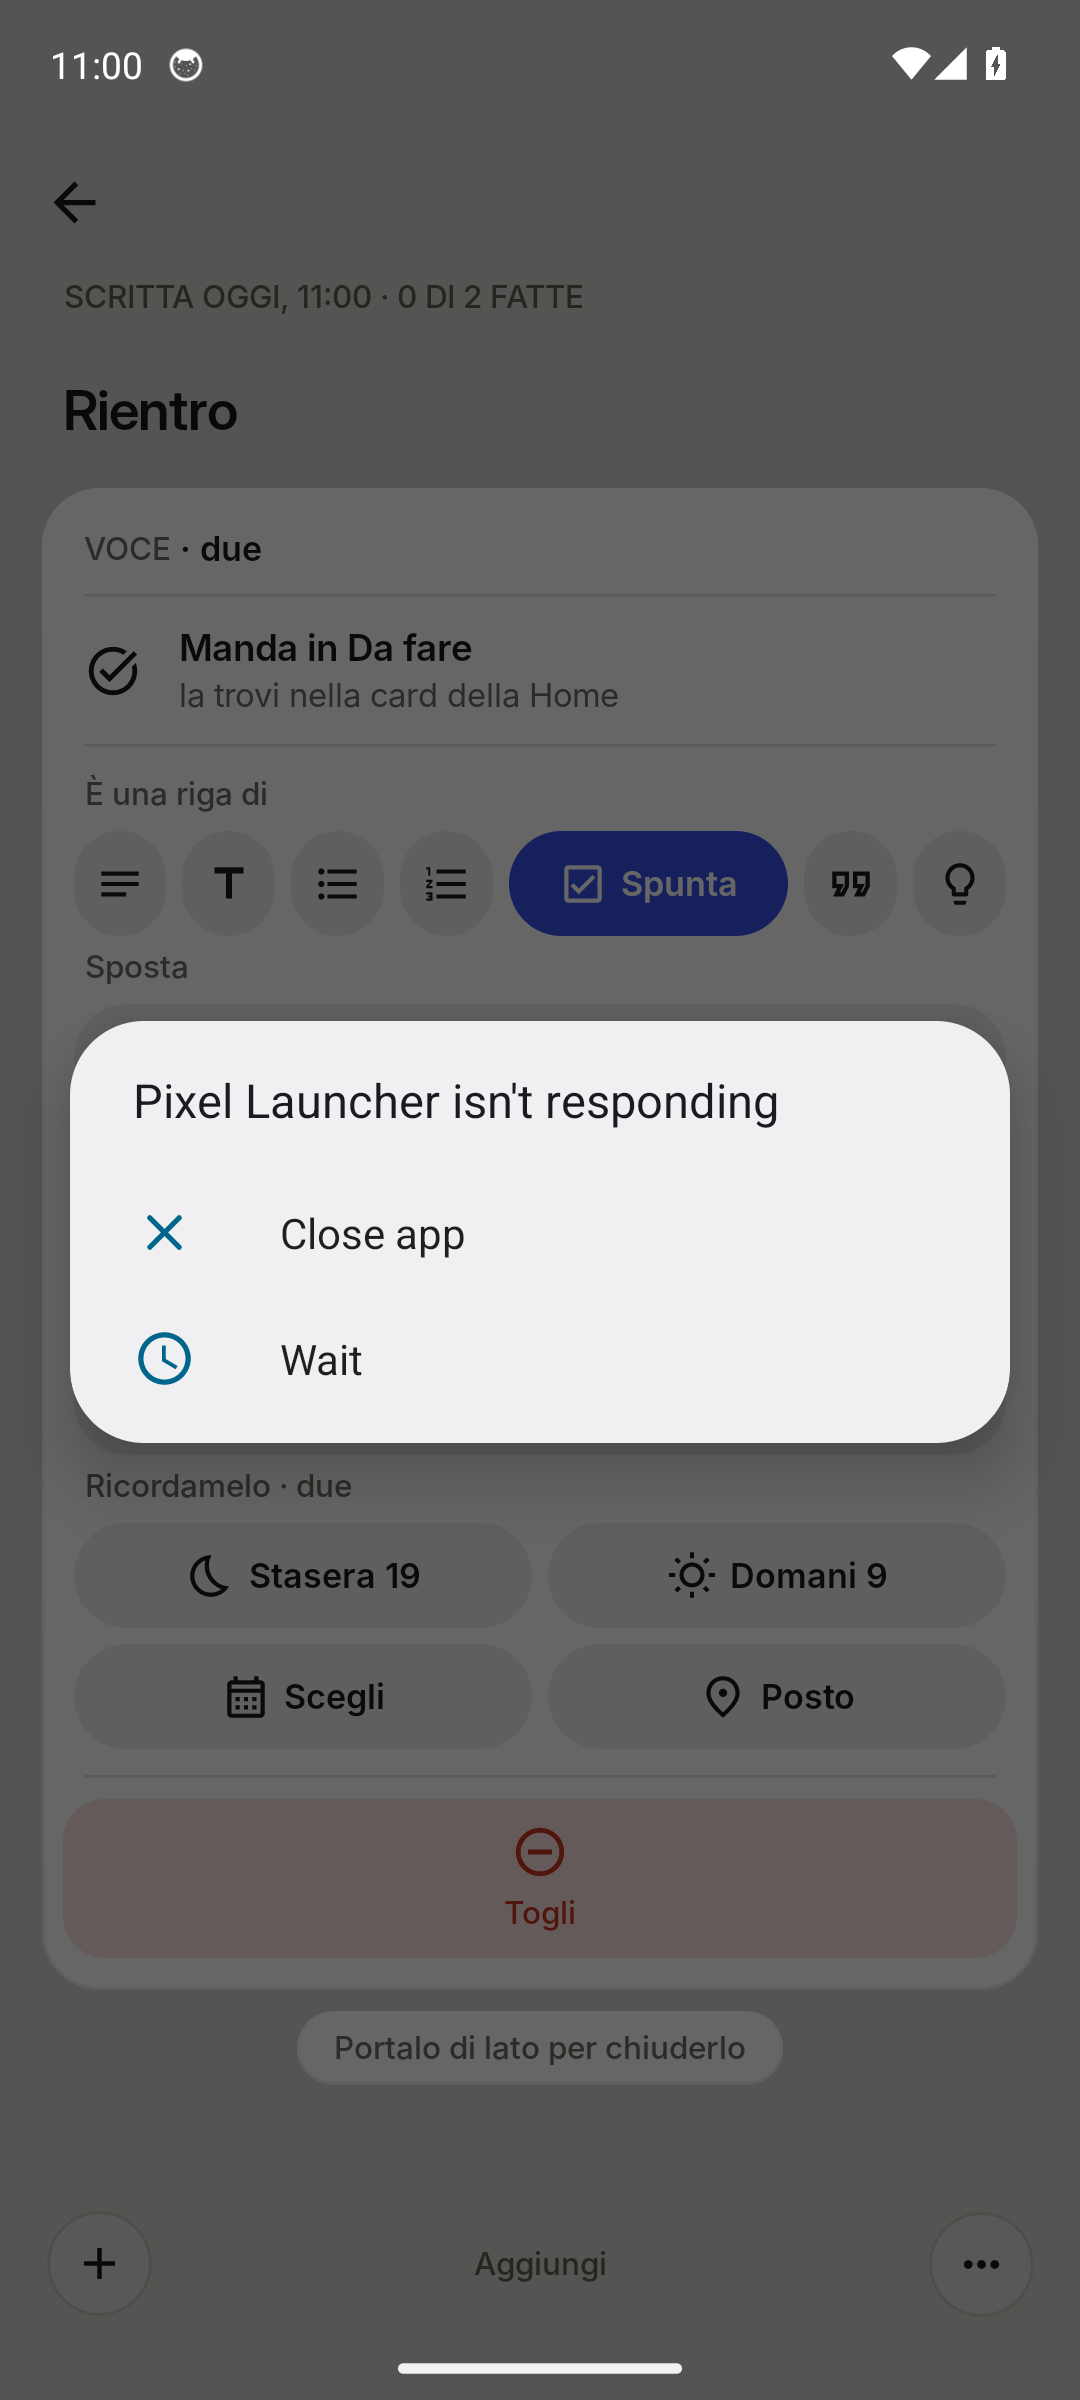 11:00
SCRITTA OGGI, 11:00 · 0 DI 2 FATTE
Rientro
VOCE · due
Manda in Da fare
la trovi nella card della Home
È una riga di
Spunta
Sposta
Pixel Launcher isn't responding
Close app
Wait
Ricordamelo · due
Stasera 19
Domani 9
Scegli
Posto
Togli
Portalo di lato per chiuderlo
Aggiungi